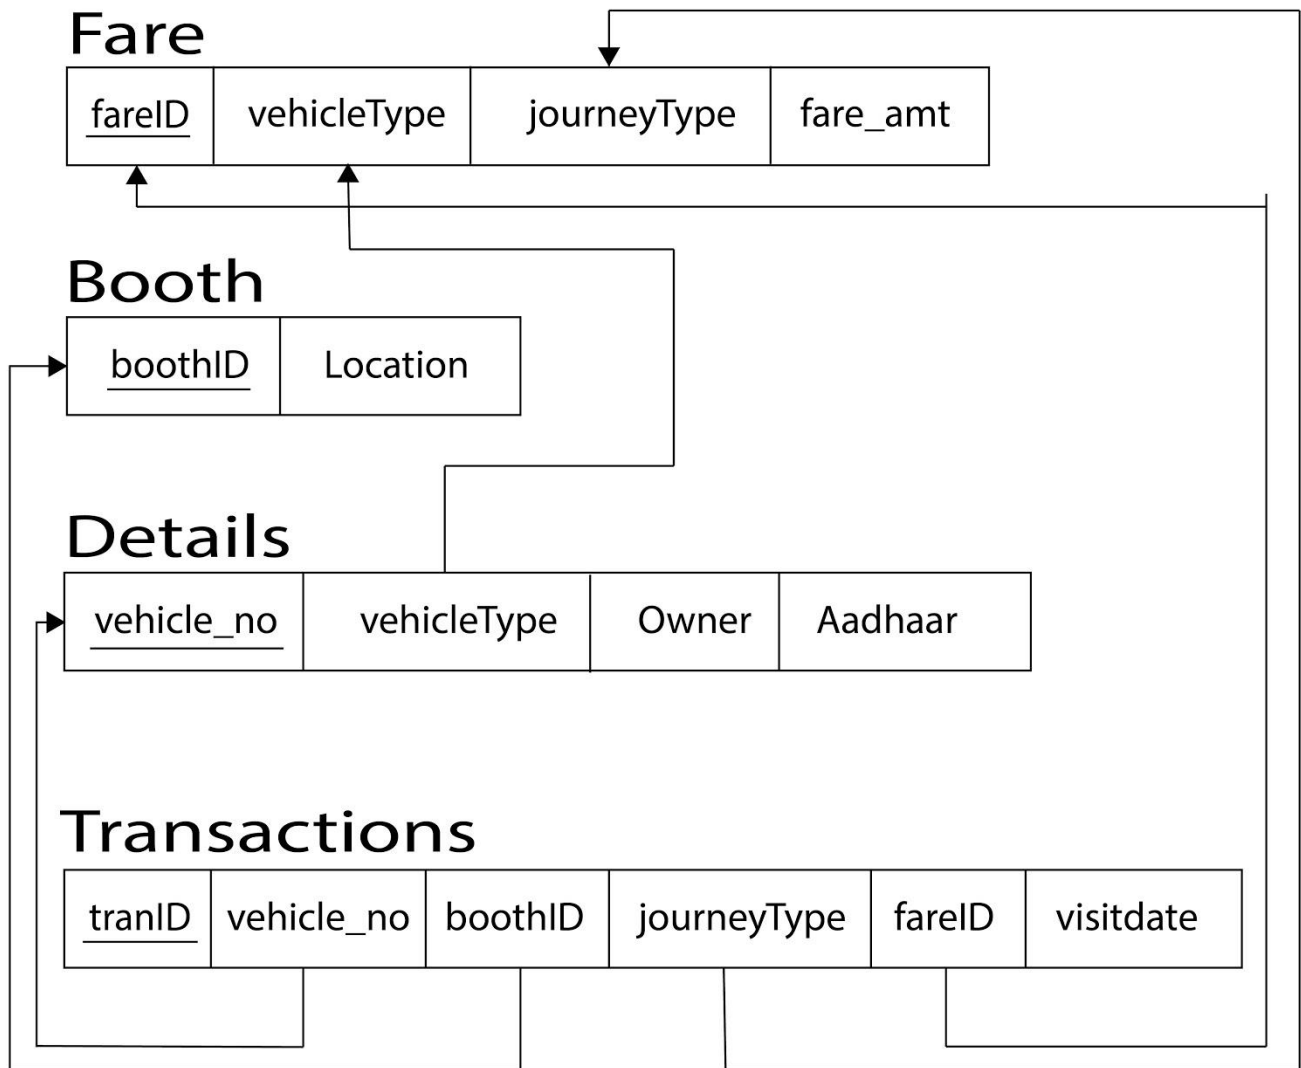 Fare
fareID vehicleType journeyType fare_amt
Booth
boothID Location
Details
vehicle_no vehicleType Owner Aadhaar
Transactions
tranID vehicle_no boothID journeyType fareID visitdate